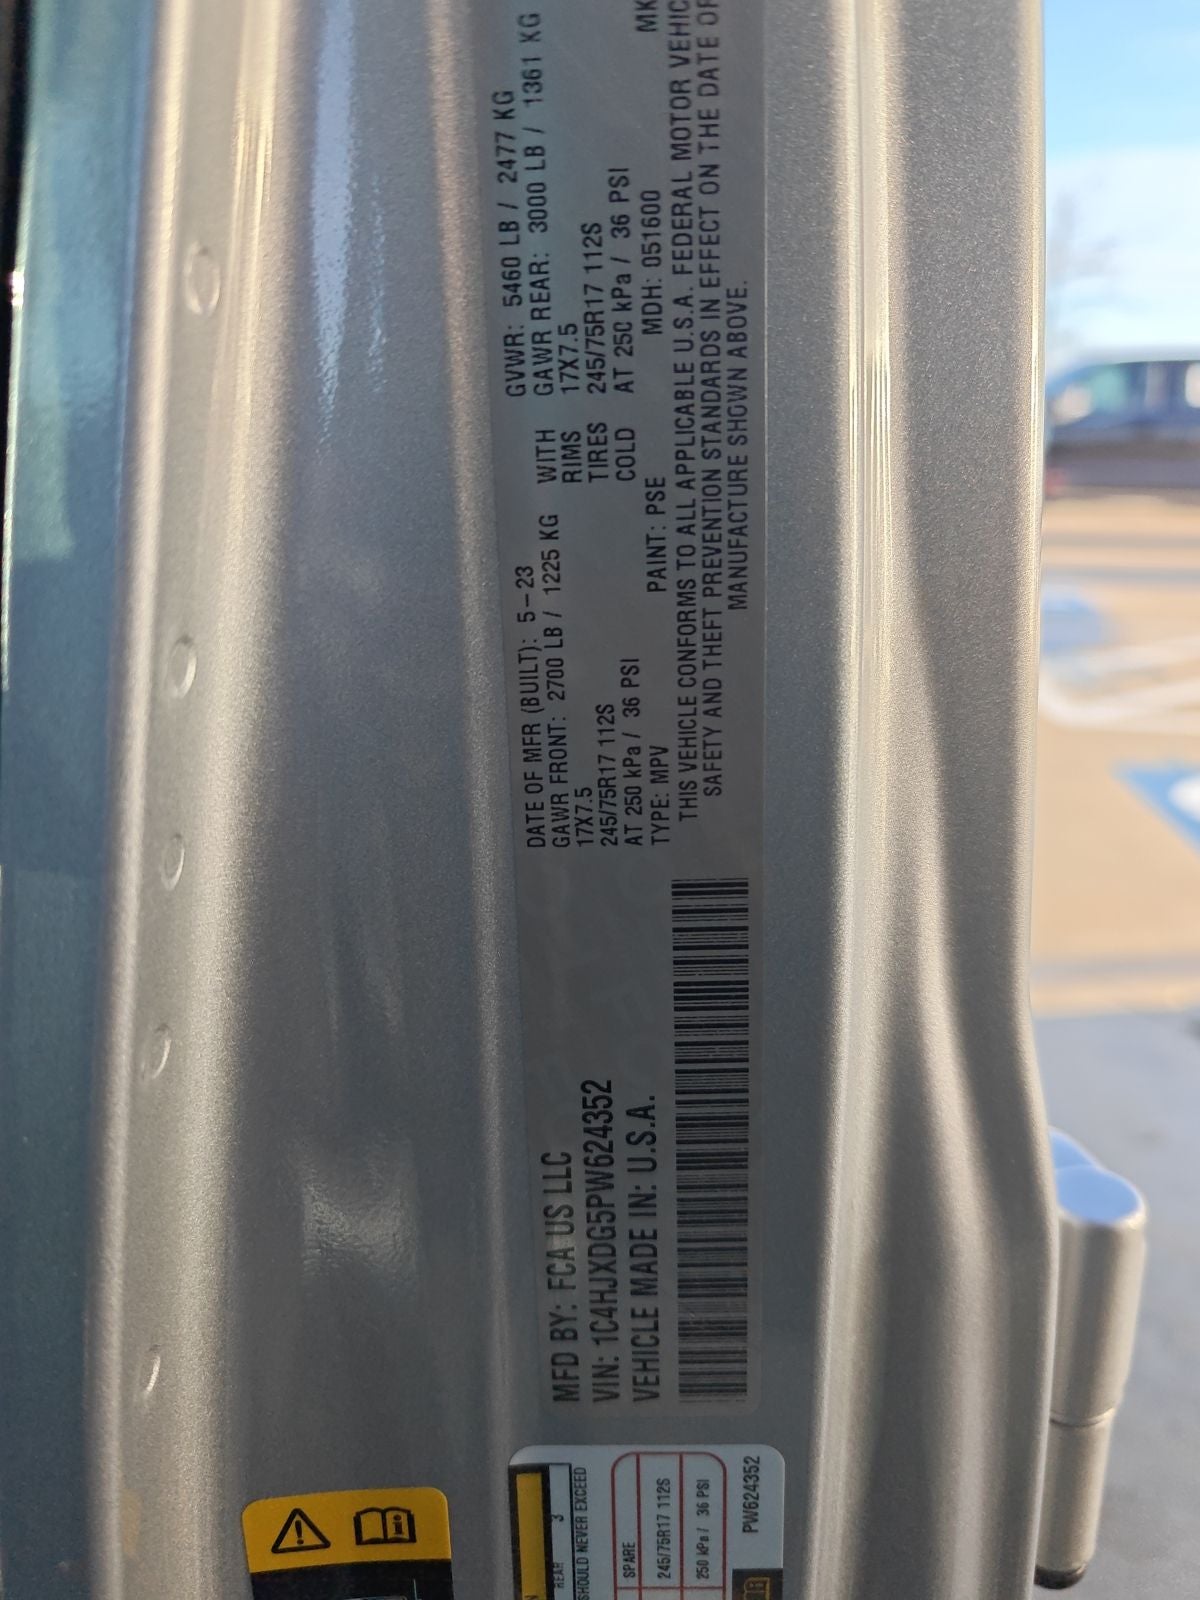 MFD BY: FCA US LLC
VIN: 1C4HJXDG5PW624352
VEHICLE MADE IN: U.S.A.
DATE OF MFR (BUILT): 5-23 GVWR: 5460 LB / 2477 KG
GAWR FRONT: 2700 LB / 1225 KG WITH GAWR REAR: 3000 LB / 1361 KG
17X7.5 RIMS 17X7.5
245/75R17 112S TIRES 245/75R17 112S
AT 250 kPa / 36 PSI COLD AT 250 kPa / 36 PSI
TYPE: MPV PAINT: PSE MDH: 051600 MK
THIS VEHICLE CONFORMS TO ALL APPLICABLE U.S.A. FEDERAL MOTOR VEHIC
SAFETY AND THEFT PREVENTION STANDARDS IN EFFECT ON THE DATE OF
MANUFACTURE SHOWN ABOVE.
N
REAR 3
SHOULD NEVER EXCEED
SPARE
245/75R17 112S
250 kPa / 36 PSI
PW624352